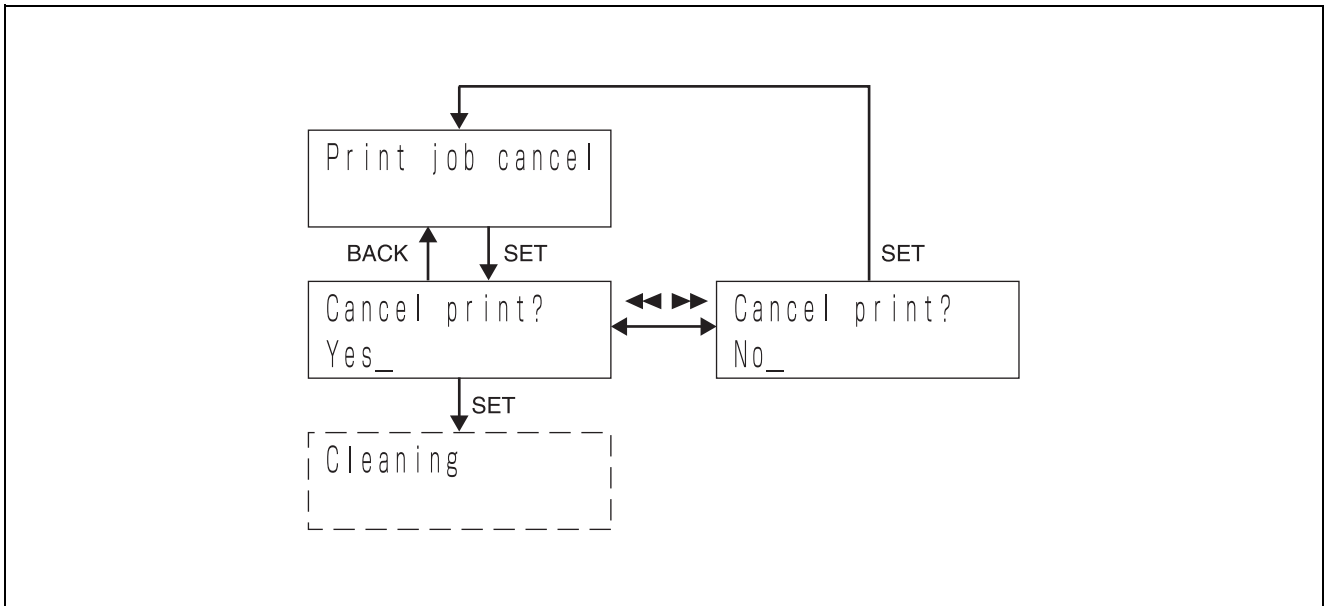 Print job cancel
BACK
SET
SET
Cancel print?
Yes_
Cancel print?
No_
SET
Cleaning